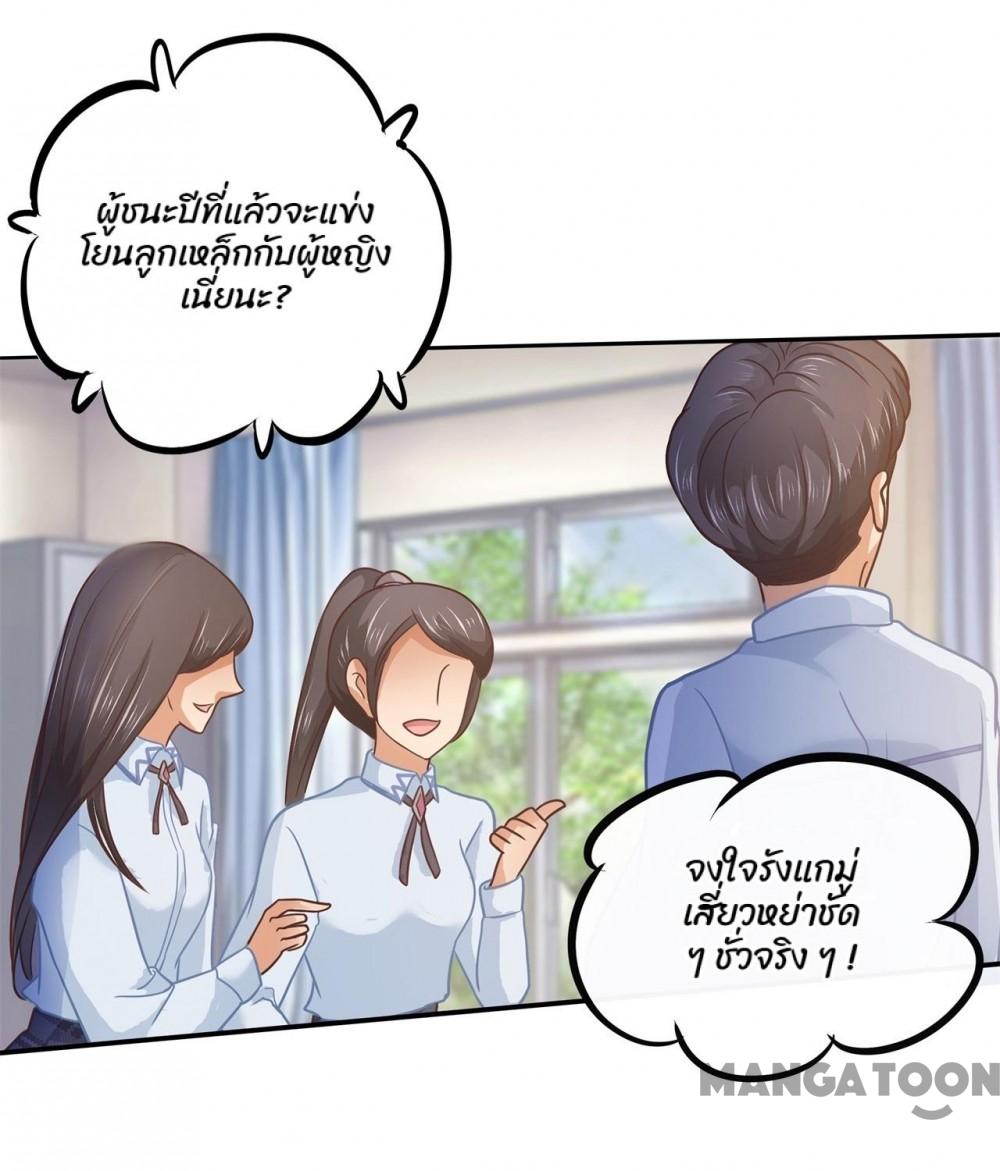 ผู้ชนะปีที่แล้วจะแข่ง
โยนลูกเหล็กกับผู้หญิง
เนี่ยนะ?
จงใจรังแกมู่
เสี่ยวหย่าชัด
ๆ ชั่วจริง ๆ !
MANGATOON